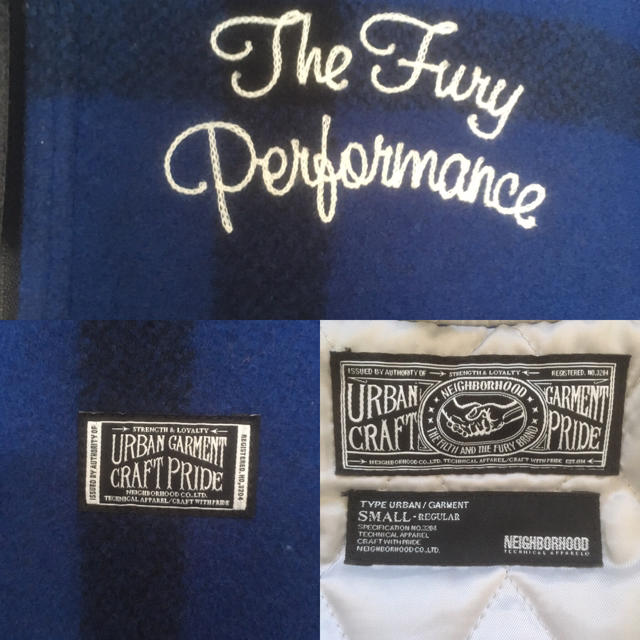 The Fury
Performance
STRENGTH & LOYALTY
ISSUED BY AUTHORITY OF
URBAN GARMENT
CRAFT PRIDE
REGISTERED. NO.3204
NEIGHBORHOOD CO.,LTD.
TECHNICAL APPAREL/CRAFT WITH PRIDE
ISSUED BY AUTHORITY OF
STRENGTH & LOYALTY
REGISTERED. NO.3204
URBAN
CRAFT
NEIGHBORHOOD
THE FILTH AND THE FURY BRAND
GARMENT
PRIDE
NEIGHBORHOOD CO.,LTD. TECHNICAL APPAREL/CRAFT WITH PRIDE EST.1994
TYPE URBAN/GARMENT
SMALL - REGULAR
SPECIFICATION NO.3204
TECHNICAL APPAREL
CRAFT WITH PRIDE
NEIGHBORHOOD CO.,LTD.
NEIGHBORHOOD
TECHNICAL APPAREL